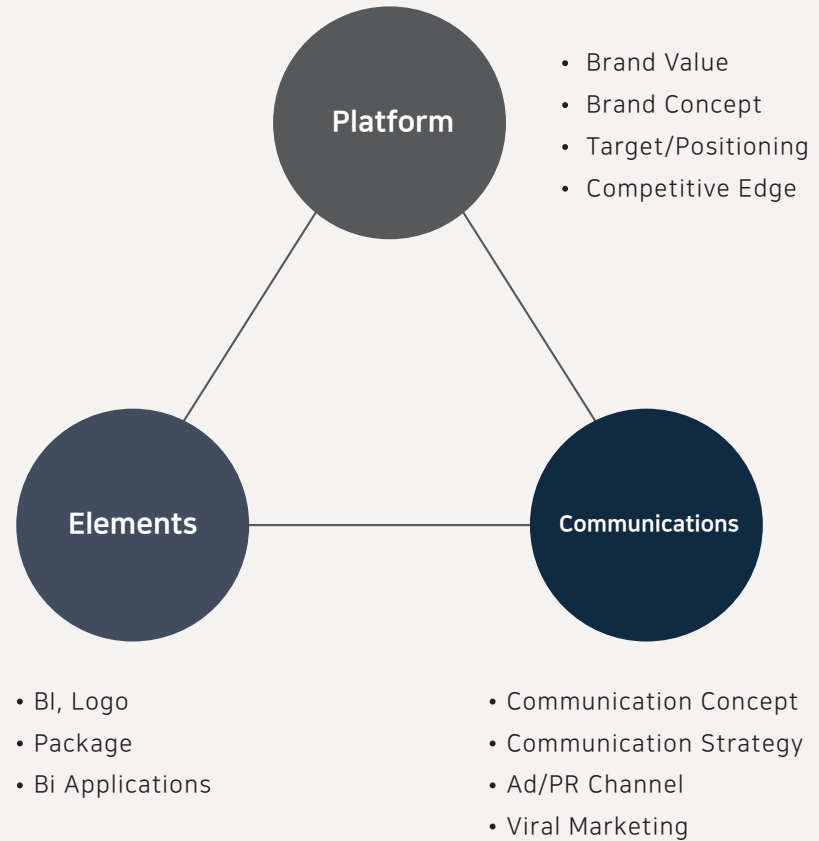 Platform
• Brand Value
• Brand Concept
• Target/Positioning
• Competitive Edge
Elements
Communications
• BI, Logo
• Package
• Bi Applications
• Communication Concept
• Communication Strategy
• Ad/PR Channel
• Viral Marketing